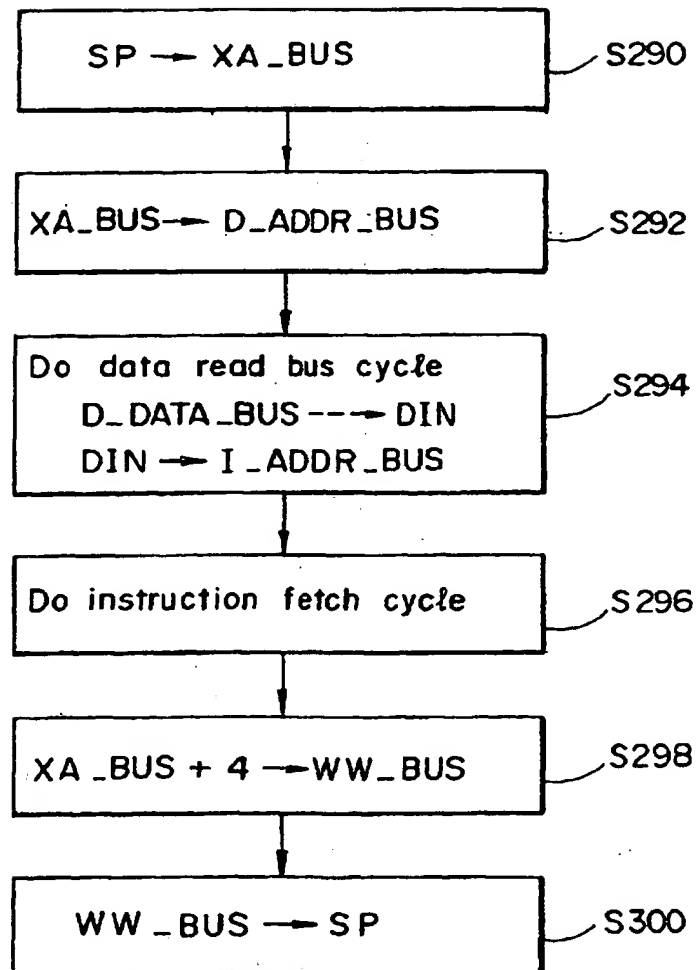 SP → XA_BUS
S290
XA_BUS → D_ADDR_BUS
S292
Do data read bus cycle
D_DATA_BUS ---→ DIN
DIN → I_ADDR_BUS
S294
Do instruction fetch cycle
S296
XA_BUS + 4 → WW_BUS
S298
WW_BUS → SP
S300